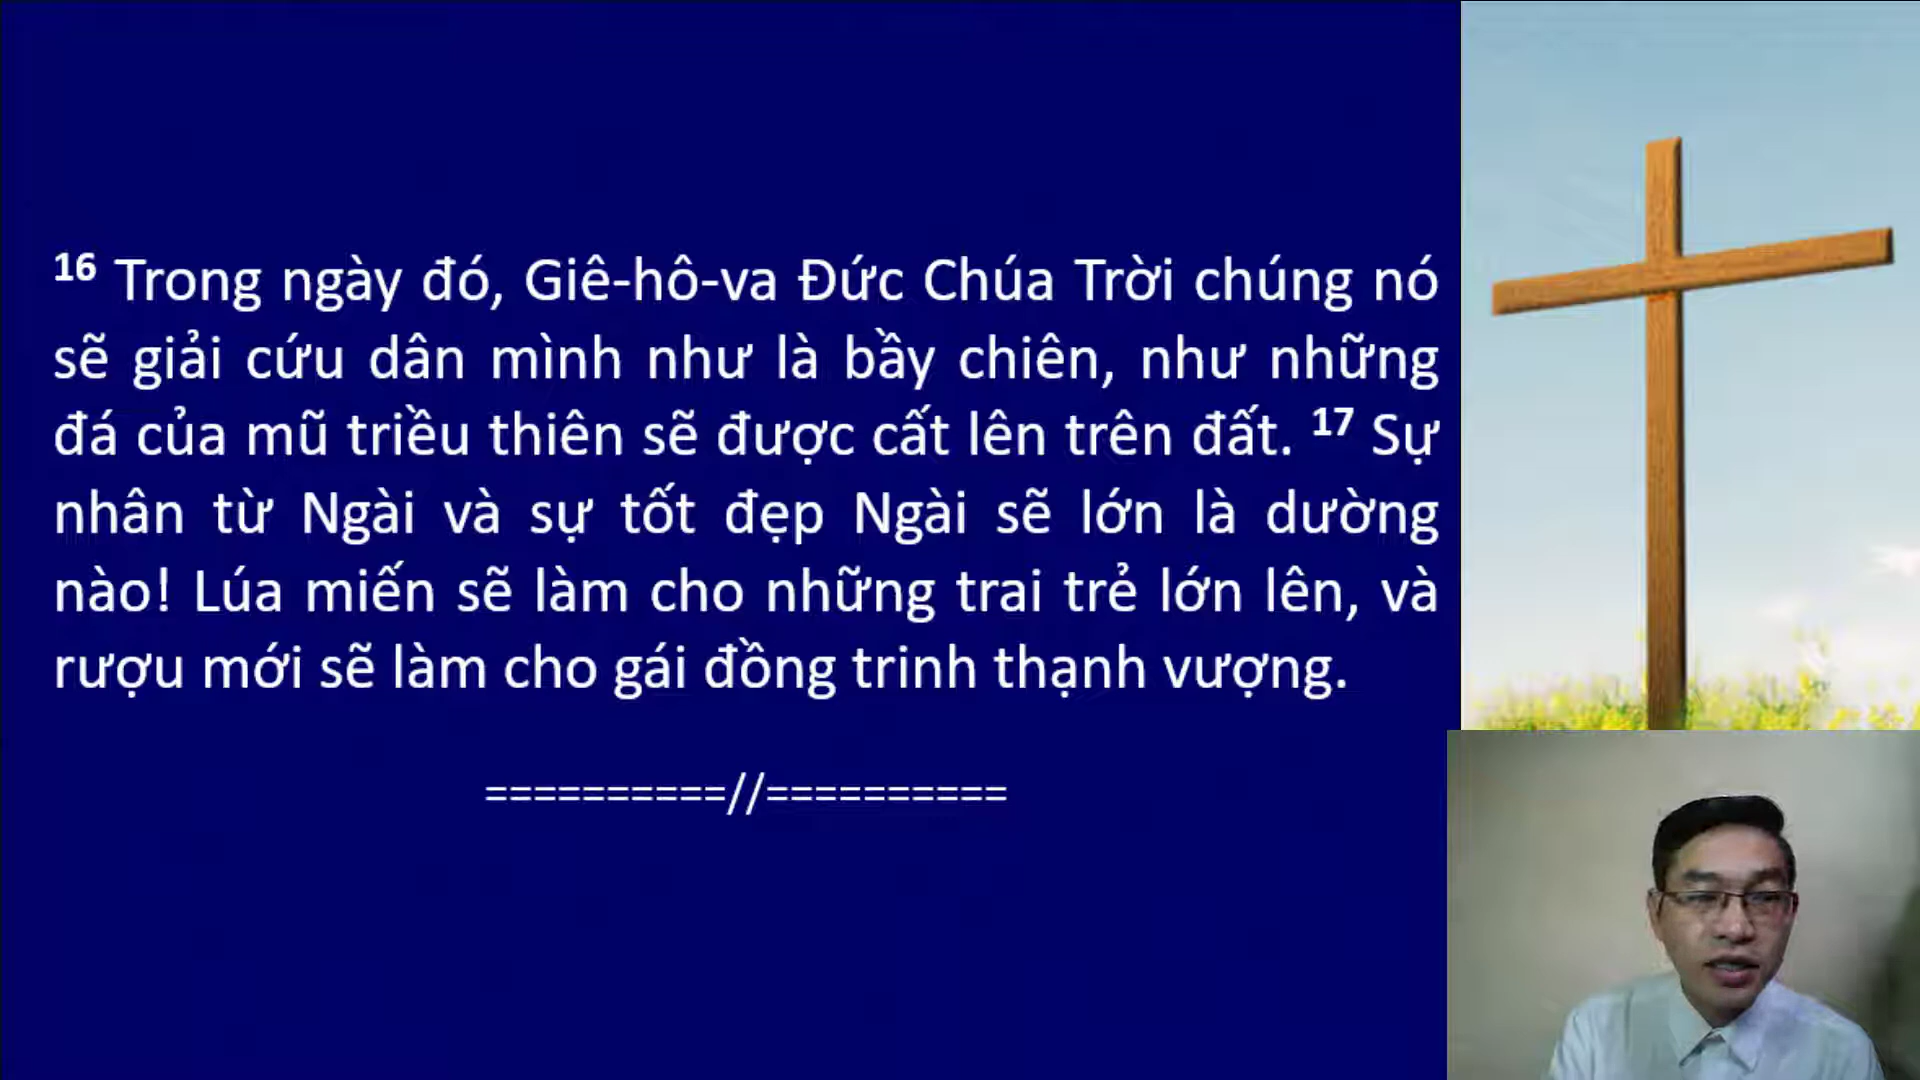 16 Trong ngày đó, Giê-hô-va Đức Chúa Trời chúng nó
sẽ giải cứu dân mình như là bầy chiên, như những
đá của mũ triều thiên sẽ được cất lên trên đất. 17 Sự
nhân từ Ngài và sự tốt đẹp Ngài sẽ lớn là dường
nào! Lúa miến sẽ làm cho những trai trẻ lớn lên, và
rượu mới sẽ làm cho gái đồng trinh thạnh vượng.
==========//==========